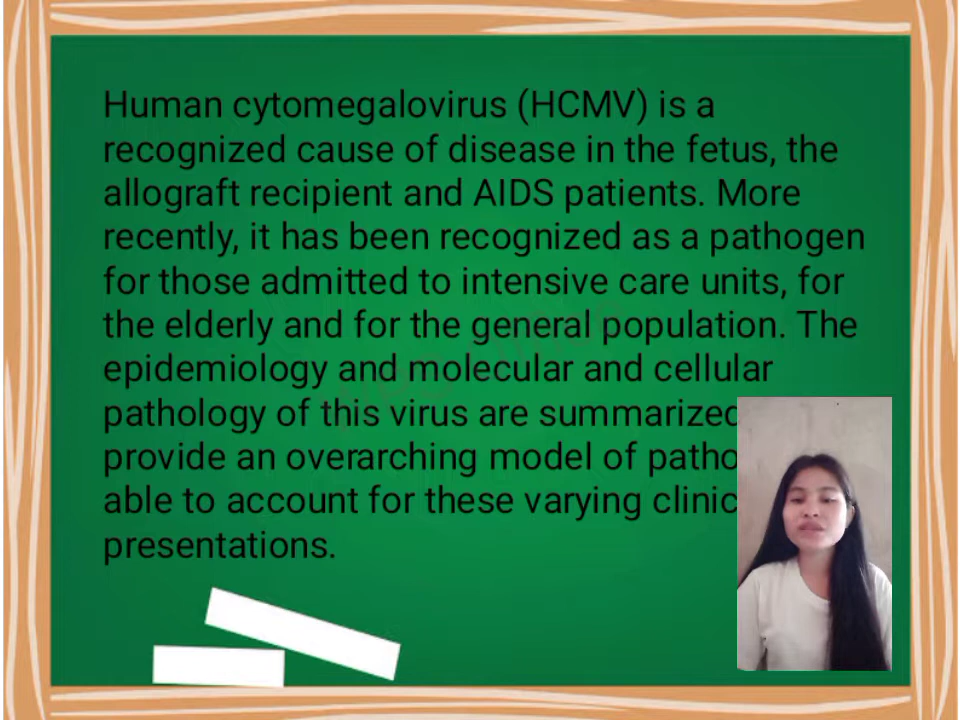 Human cytomegalovirus (HCMV) is a
recognized cause of disease in the fetus, the
allograft recipient and AIDS patients. More
recently, it has been recognized as a pathogen
for those admitted to intensive care units, for
the elderly and for the general population. The
epidemiology and molecular and cellular
pathology of this virus are summarized
provide an overarching model of patho
able to account for these varying clinic
presentations.